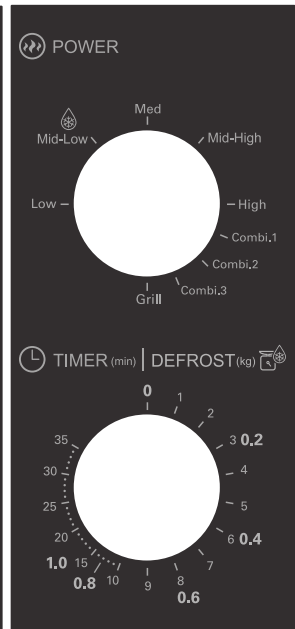 POWER
Med
Mid-Low
Mid-High
Low
High
Combi.1
Combi.2
Combi.3
Grill
TIMER (min) | DEFROST (kg)
0
1
2
3 0.2
4
5
6 0.4
7
8
0.6
9
10
0.8
15
1.0
20
25
30
35